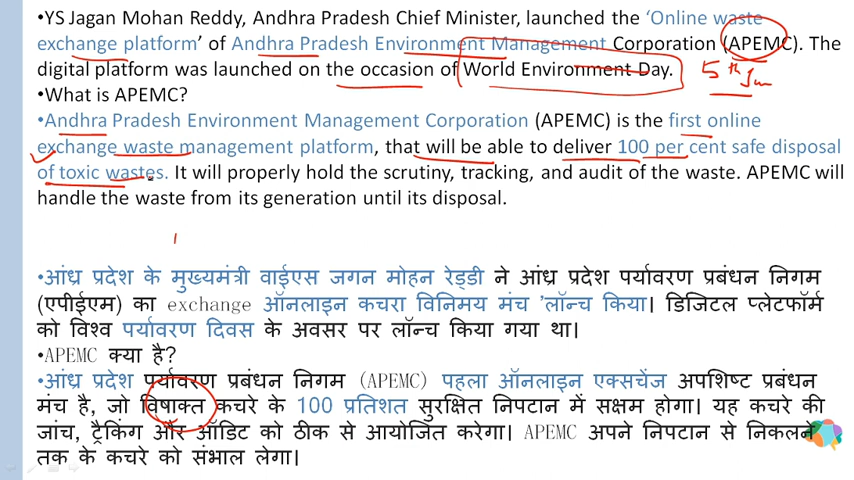 •YS Jagan Mohan Reddy, Andhra Pradesh Chief Minister, launched the ‘Online waste
exchange platform’ of Andhra Pradesh Environment Management Corporation (APEMC). The
digital platform was launched on the occasion of World Environment Day.
5th Jun
•What is APEMC?
•Andhra Pradesh Environment Management Corporation (APEMC) is the first online
exchange waste management platform, that will be able to deliver 100 per cent safe disposal
of toxic wastes. It will properly hold the scrutiny, tracking, and audit of the waste. APEMC will
handle the waste from its generation until its disposal.
•आंध्र प्रदेश के मुख्यमंत्री वाईएस जगन मोहन रेड्डी ने आंध्र प्रदेश पर्यावरण प्रबंधन निगम
(एपीईएम) का exchange ऑनलाइन कचरा विनिमय मंच 'लॉन्च किया। डिजिटल प्लेटफॉर्म
को विश्व पर्यावरण दिवस के अवसर पर लॉन्च किया गया था।
•APEMC क्या है?
•आंध्र प्रदेश पर्यावरण प्रबंधन निगम (APEMC) पहला ऑनलाइन एक्सचेंज अपशिष्ट प्रबंधन
मंच है, जो विषाक्त कचरे के 100 प्रतिशत सुरक्षित निपटान में सक्षम होगा। यह कचरे की
जांच, ट्रैकिंग और ऑडिट को ठीक से आयोजित करेगा। APEMC अपने निपटान से निकलने
तक के कचरे को संभाल लेगा।